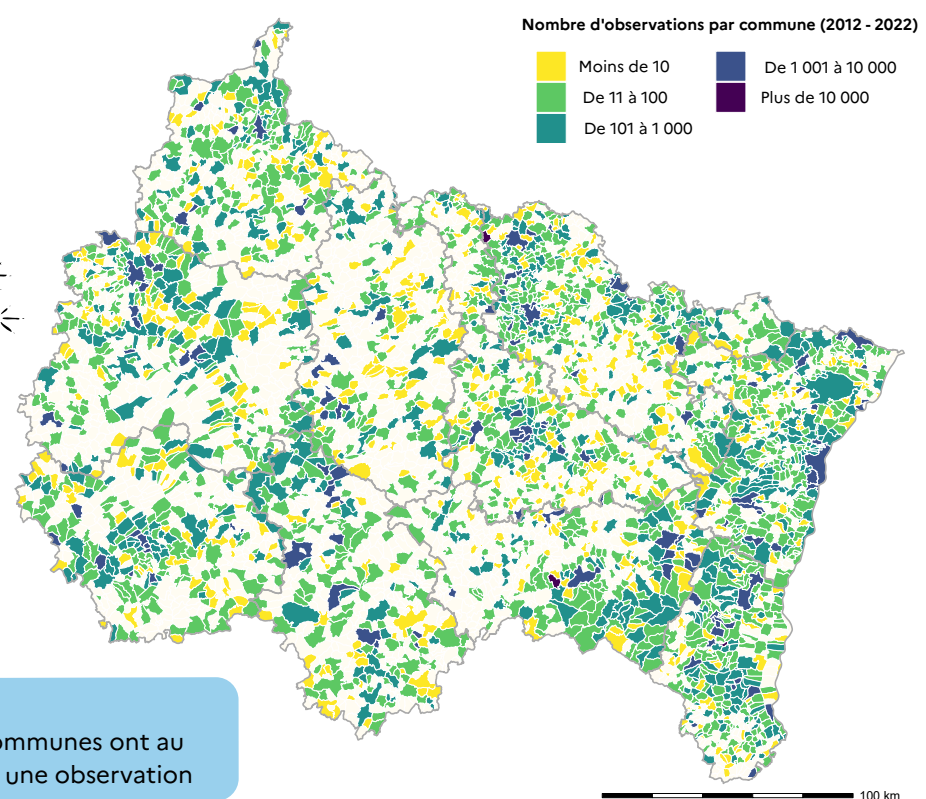 Nombre d'observations par commune (2012 - 2022)
Moins de 10
De 11 à 100
De 101 à 1 000
De 1 001 à 10 000
Plus de 10 000
ont au
une observation
100 km